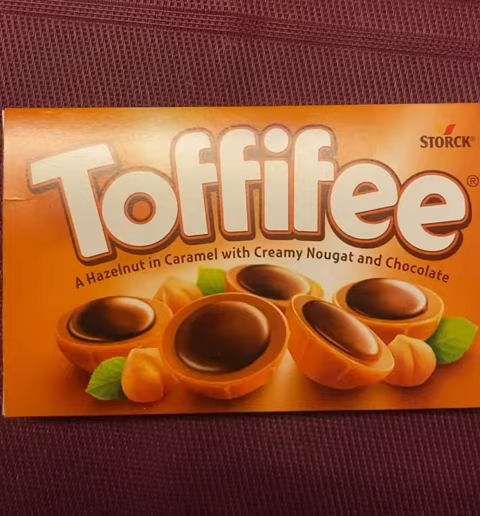 STORCK®
Toffifee®
A Hazelnut in Caramel with Creamy Nougat and Chocolate